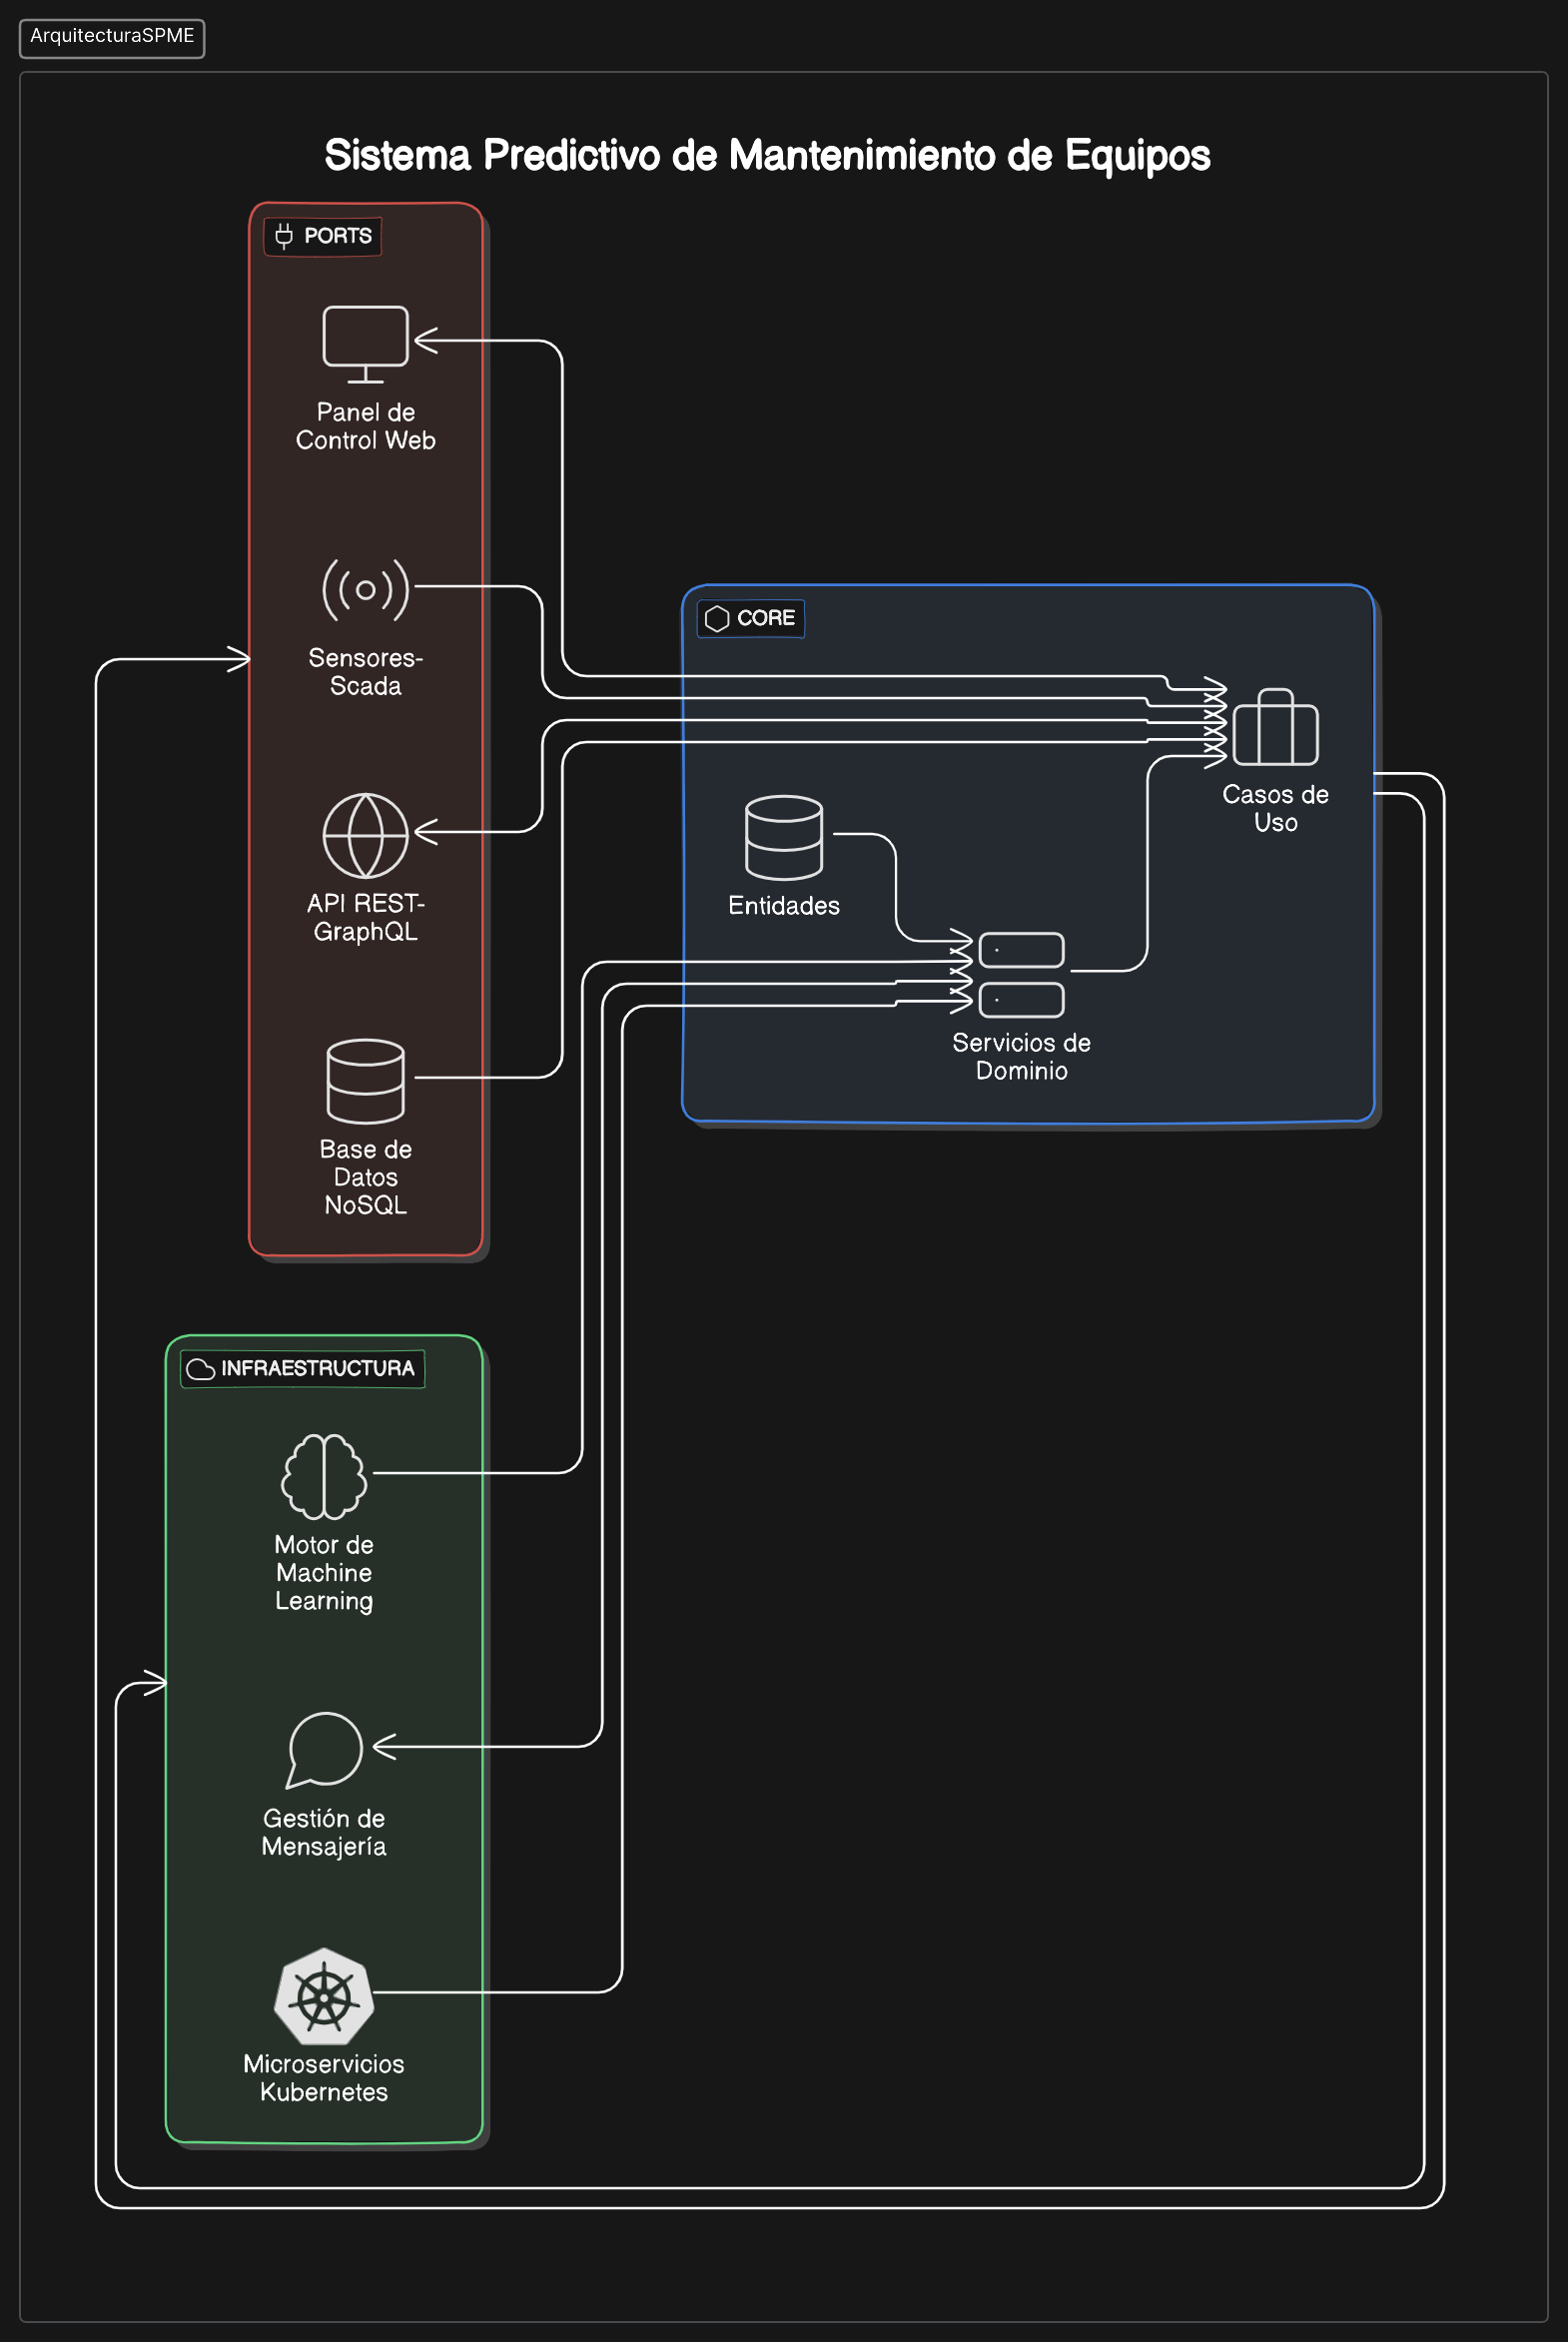 ArquitecturaSPME
Sistema Predictivo de Mantenimiento de Equipos
PORTS
Panel de
Control Web
Sensores-
Scada
API REST-
GraphQL
Base de
Datos
NoSQL
CORE
Casos de
Uso
Entidades
Servicios de
Dominio
INFRAESTRUCTURA
Motor de
Machine
Learning
Gestión de
Mensajería
Microservicios
Kubernetes